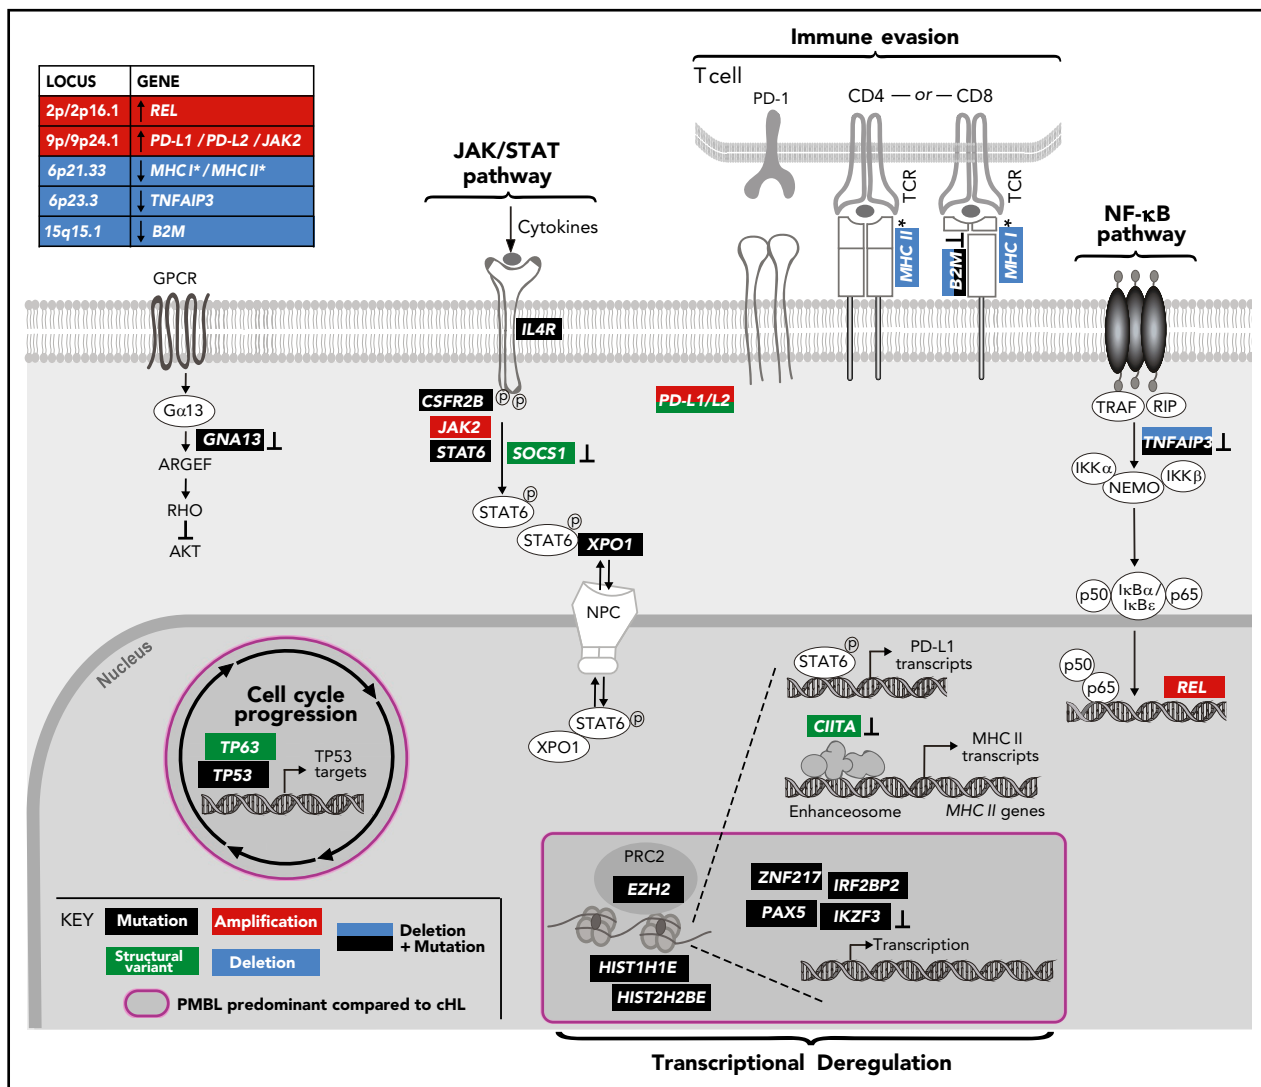 Immune evasion
T cell
PD-1
CD4 — or — CD8
TCR
TCR
LOCUS GENE
2p/2p16.1 ↑ REL
9p/9p24.1 ↑ PD-L1 / PD-L2 / JAK2
6p21.33 ↓ MHC I* / MHC II*
6p23.3 ↓ TNFAIP3
15q15.1 ↓ B2M
JAK/STAT
pathway
Cytokines
MHC II
*
B2M
MHC I
*
NF-κB
pathway
GPCR
IL4R
Gα13
GNA13
ARGEF
RHO
AKT
CSFR2B
p
p
JAK2
STAT6
SOCS1
STAT6
p
STAT6
p
XPO1
NPC
PD-L1/L2
TRAF
RIP
TNFAIP3
IKKα
NEMO
IKKβ
p50
IκBα/
IκBε
p65
Nucleus
Cell cycle
progression
TP63
TP53
TP53
targets
STAT6
p
XPO1
STAT6
p
PD-L1
transcripts
CIITA
MHC II
transcripts
Enhanceosome
MHC II genes
p50
p65
REL
PRC2
EZH2
HIST1H1E
HIST2H2BE
ZNF217
IRF2BP2
PAX5
IKZF3
Transcription
KEY
Mutation
Amplification
Deletion
+ Mutation
Structural
variant
Deletion
PMBL predominant compared to cHL
Transcriptional Deregulation